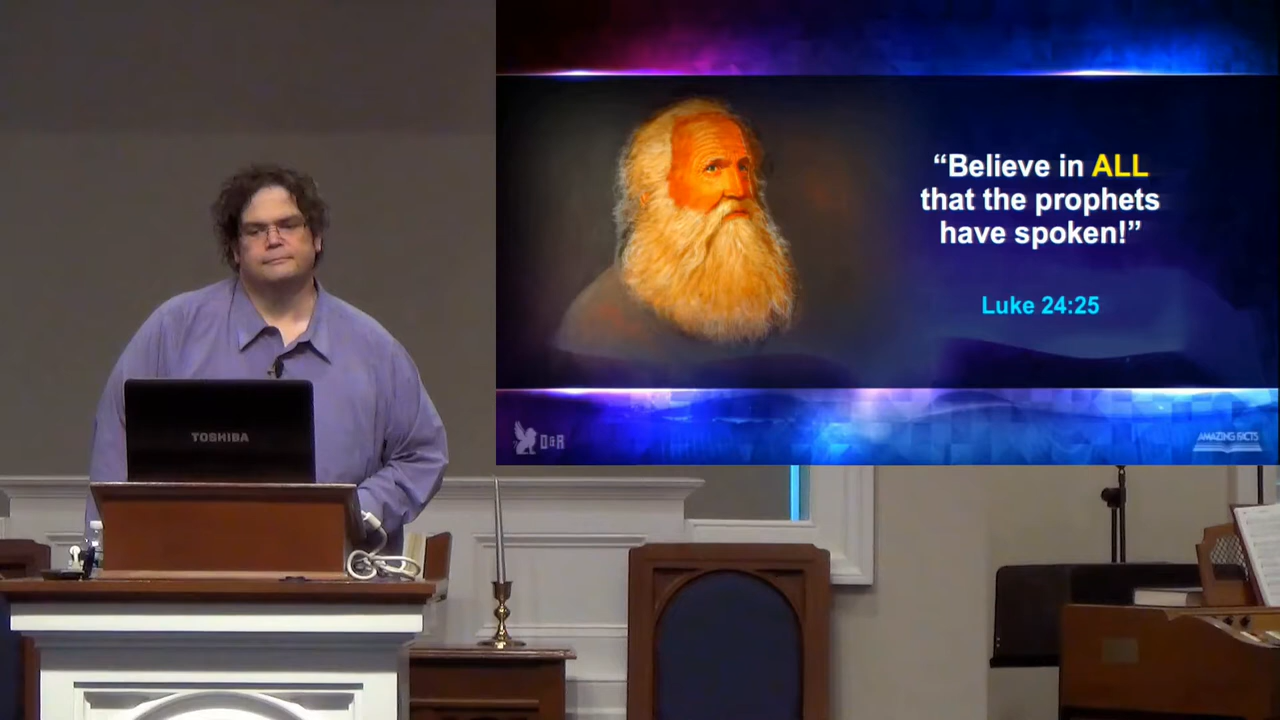 “Believe in ALL
that the prophets
have spoken!”
Luke 24:25
D&R
AMAZING FACTS
TOSHIBA